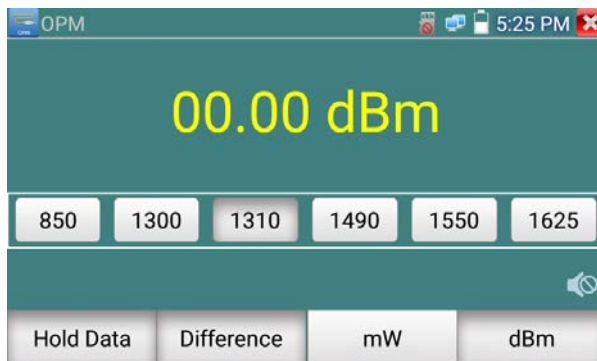 OPM
5:25 PM
00.00 dBm
850 1300 1310 1490 1550 1625
Hold Data Difference mW dBm